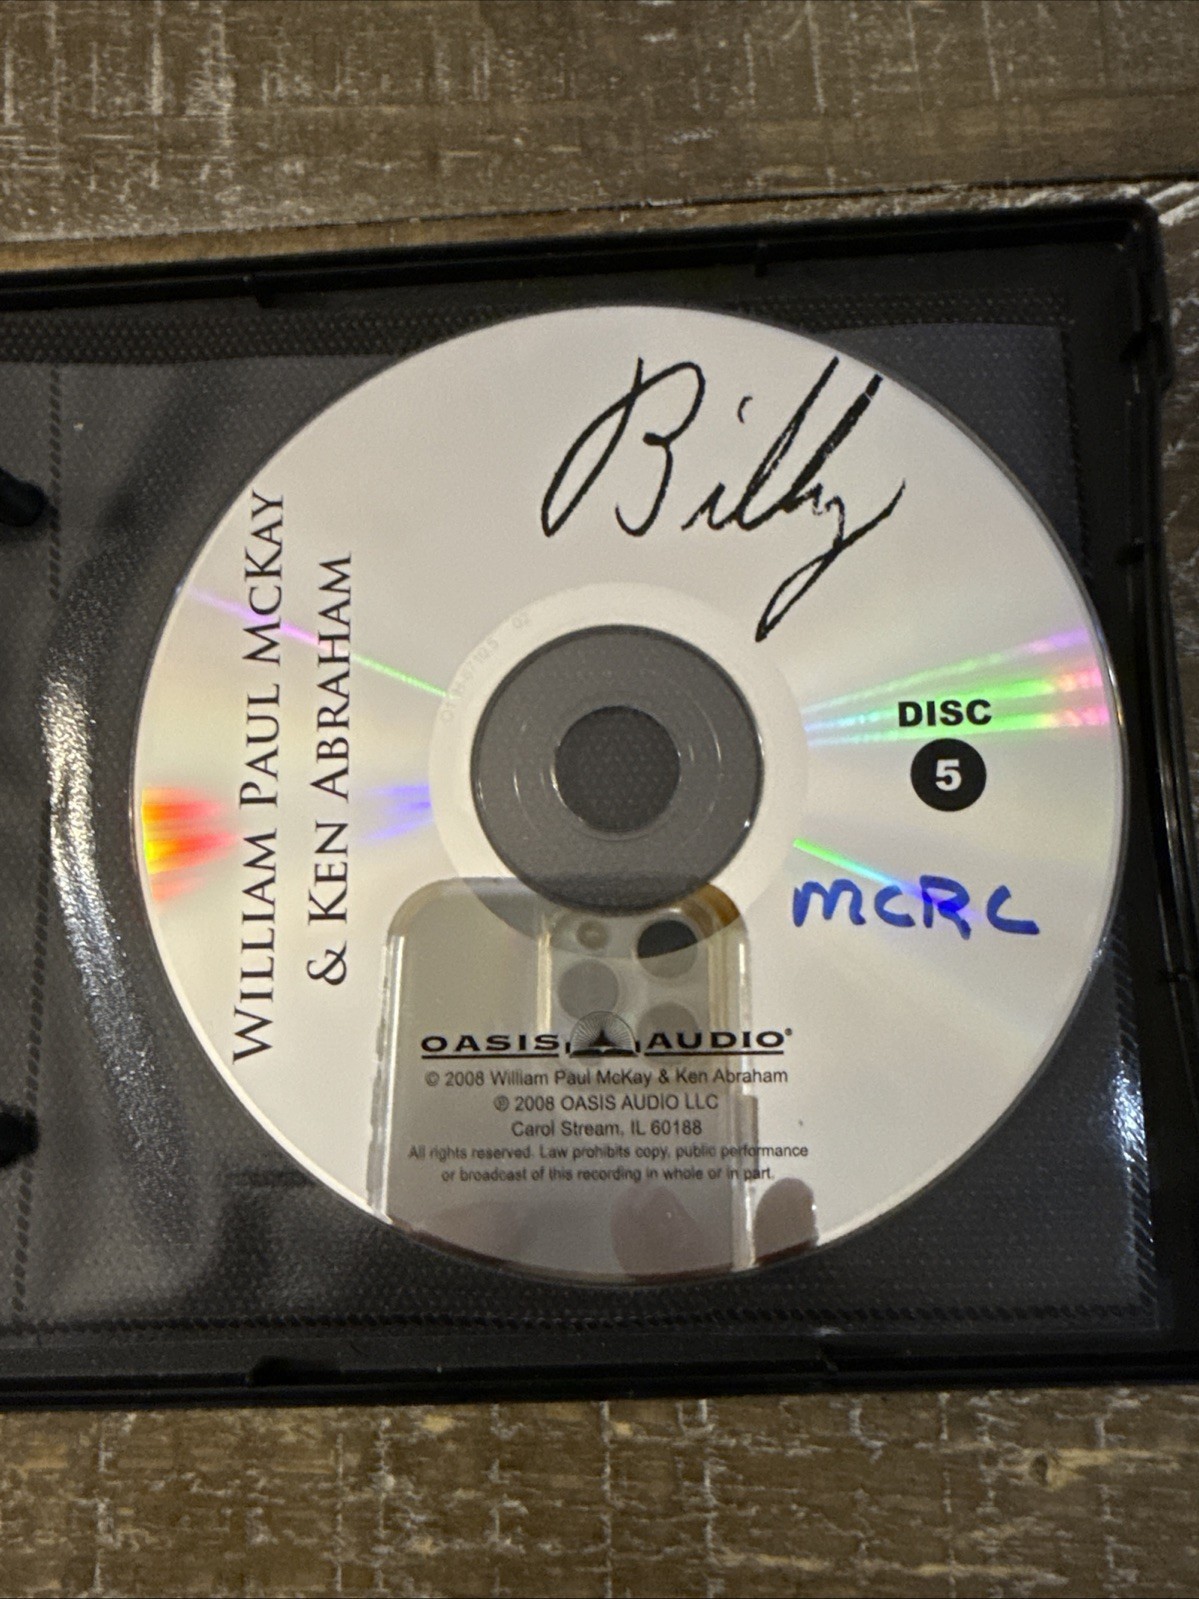 Billy
WILLIAM PAUL MCKAY
& KEN ABRAHAM
DISC
5
MCRC
OASIS AUDIO®
© 2008 William Paul McKay & Ken Abraham
℗ 2008 OASIS AUDIO LLC
Carol Stream, IL 60188
All rights reserved. Law prohibits copy, public performance
or broadcast of this recording in whole or in part.